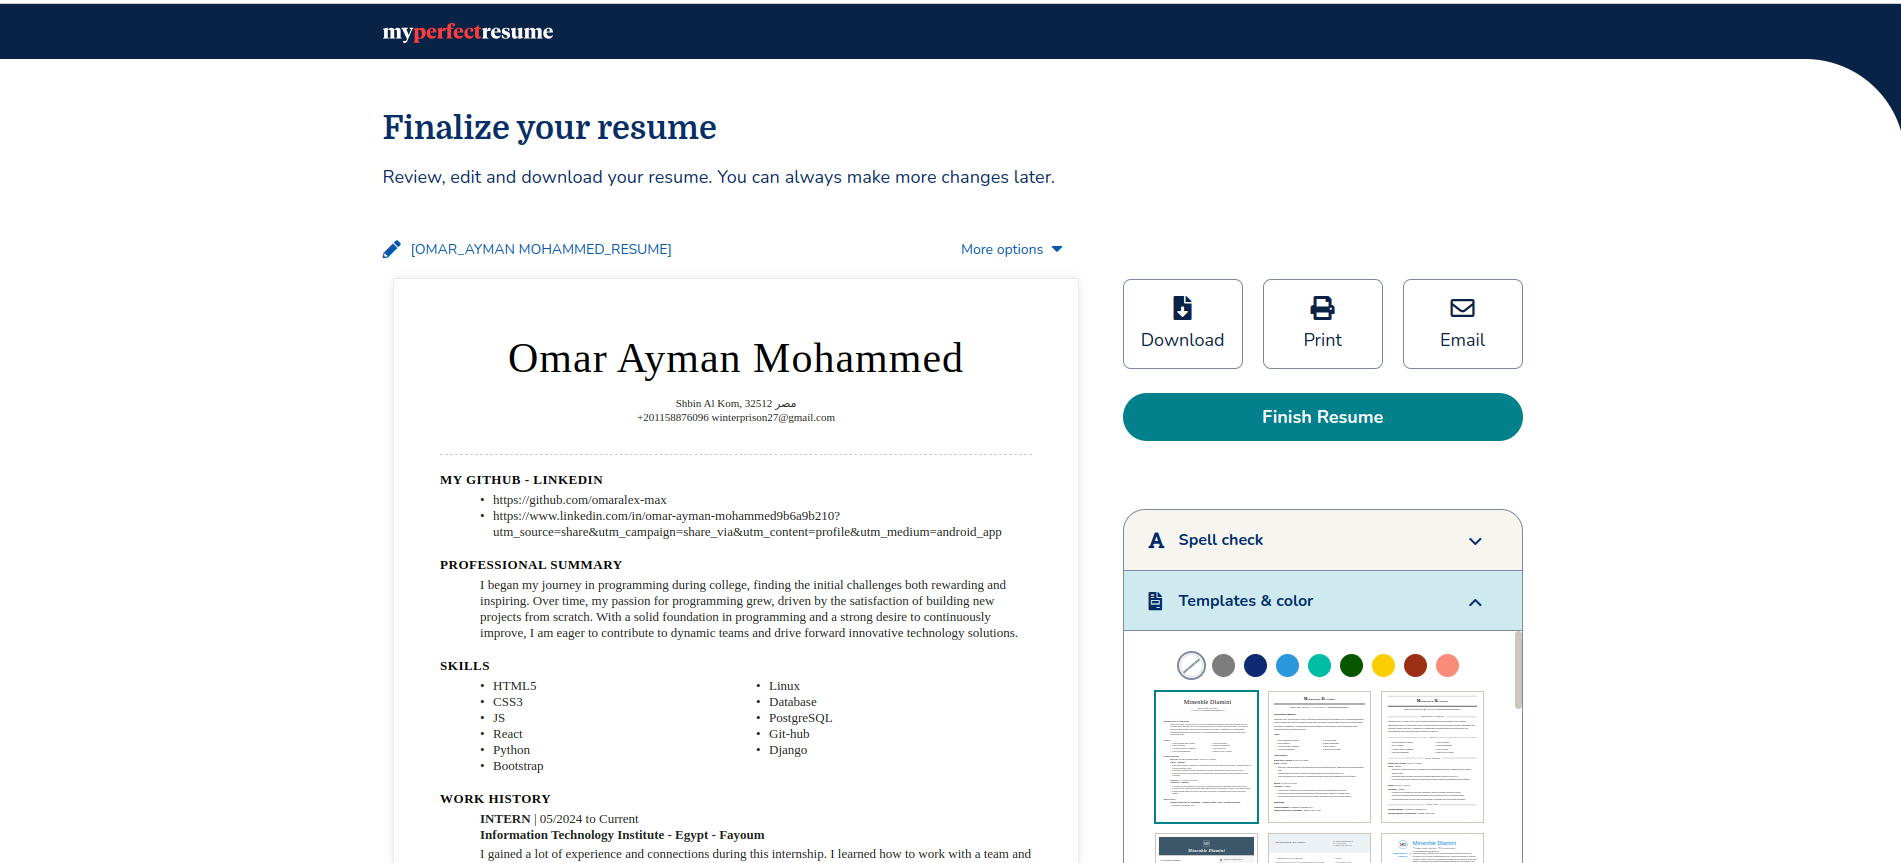 myperfectresume
Finalize your resume
Review, edit and download your resume. You can always make more changes later.
[OMAR_AYMAN MOHAMMED_RESUME]
More options
Omar Ayman Mohammed
Shbin Al Kom, 32512 مصر
+201158876096 winterprison27@gmail.com
MY GITHUB - LINKEDIN
• https://github.com/omaralex-max
• https://www.linkedin.com/in/omar-ayman-mohammed9b6a9b210?
utm_source=share&utm_campaign=share_via&utm_content=profile&utm_medium=android_app
PROFESSIONAL SUMMARY
I began my journey in programming during college, finding the initial challenges both rewarding and
inspiring. Over time, my passion for programming grew, driven by the satisfaction of building new
projects from scratch. With a solid foundation in programming and a strong desire to continuously
improve, I am eager to contribute to dynamic teams and drive forward innovative technology solutions.
SKILLS
• HTML5
• CSS3
• JS
• React
• Python
• Bootstrap
• Linux
• Database
• PostgreSQL
• Git-hub
• Django
WORK HISTORY
INTERN | 05/2024 to Current
Information Technology Institute - Egypt - Fayoum
I gained a lot of experience and connections during this internship. I learned how to work with a team and
Download
Print
Email
Finish Resume
Spell check
Templates & color
Minenhle Dlamini
Minenhle Dlamini
Minenhle Dlamini